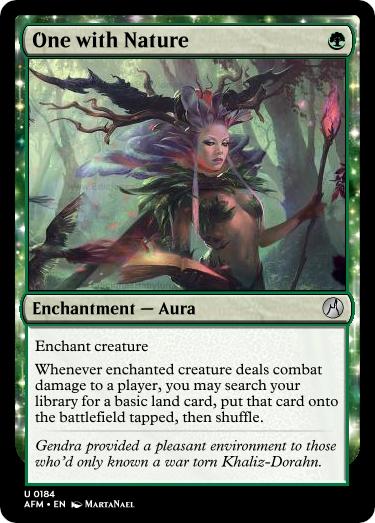 One with Nature
Enchantment — Aura
Enchant creature
Whenever enchanted creature deals combat
damage to a player, you may search your
library for a basic land card, put that card onto
the battlefield tapped, then shuffle.
Gendra provided a pleasant environment to those
who'd only known a war torn Khaliz-Dorahn.
U 0184
AFM • EN MartaNael